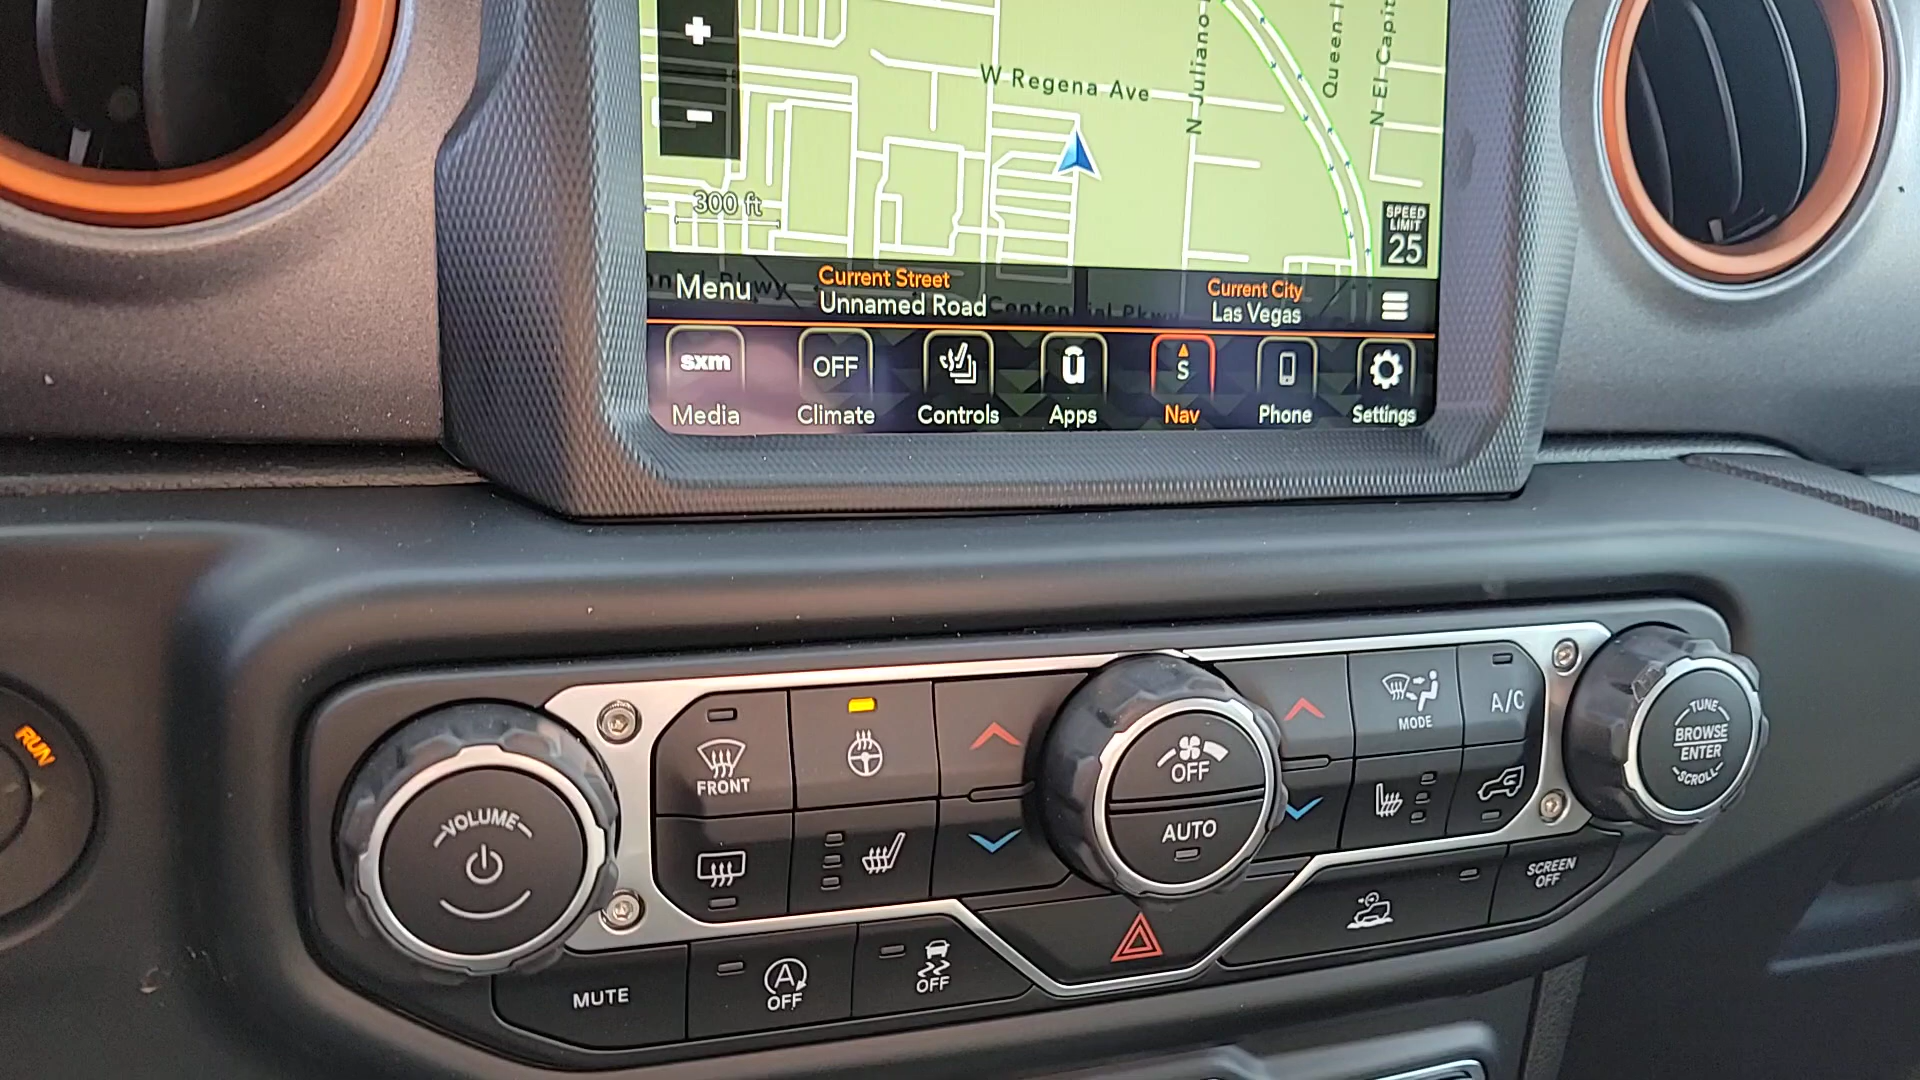 W Regena Ave
N Juliano
Queen
N El Capit
300 ft
SPEED
LIMIT
25
Menu
Current Street
Unnamed Road
Current City
Las Vegas
sxm
OFF
S
Media
Climate
Controls
Apps
Nav
Phone
Settings
RUN
VOLUME
FRONT
OFF
AUTO
MODE
A/C
TUNE
BROWSE
ENTER
SCROLL
MUTE
A
OFF
OFF
SCREEN
OFF